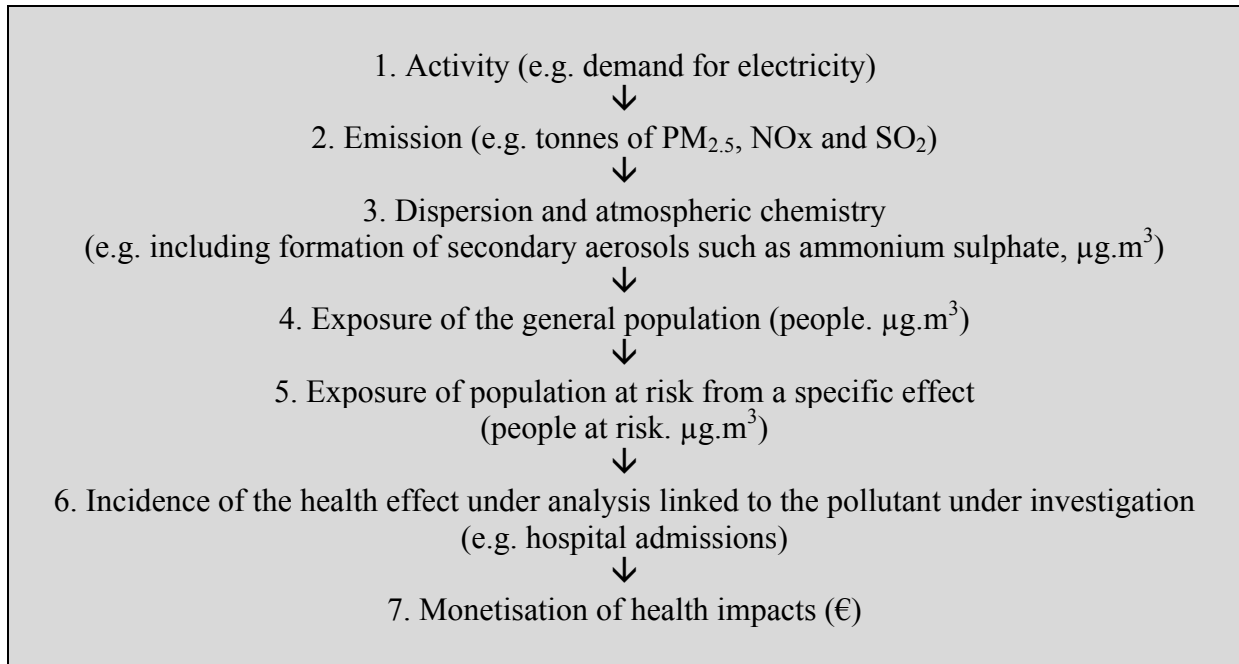 1. Activity (e.g. demand for electricity)
↓
2. Emission (e.g. tonnes of PM₂.₅, NOx and SO₂)
↓
3. Dispersion and atmospheric chemistry
(e.g. including formation of secondary aerosols such as ammonium sulphate, µg.m³)
↓
4. Exposure of the general population (people. µg.m³)
↓
5. Exposure of population at risk from a specific effect
(people at risk. µg.m³)
↓
6. Incidence of the health effect under analysis linked to the pollutant under investigation
(e.g. hospital admissions)
↓
7. Monetisation of health impacts (€)